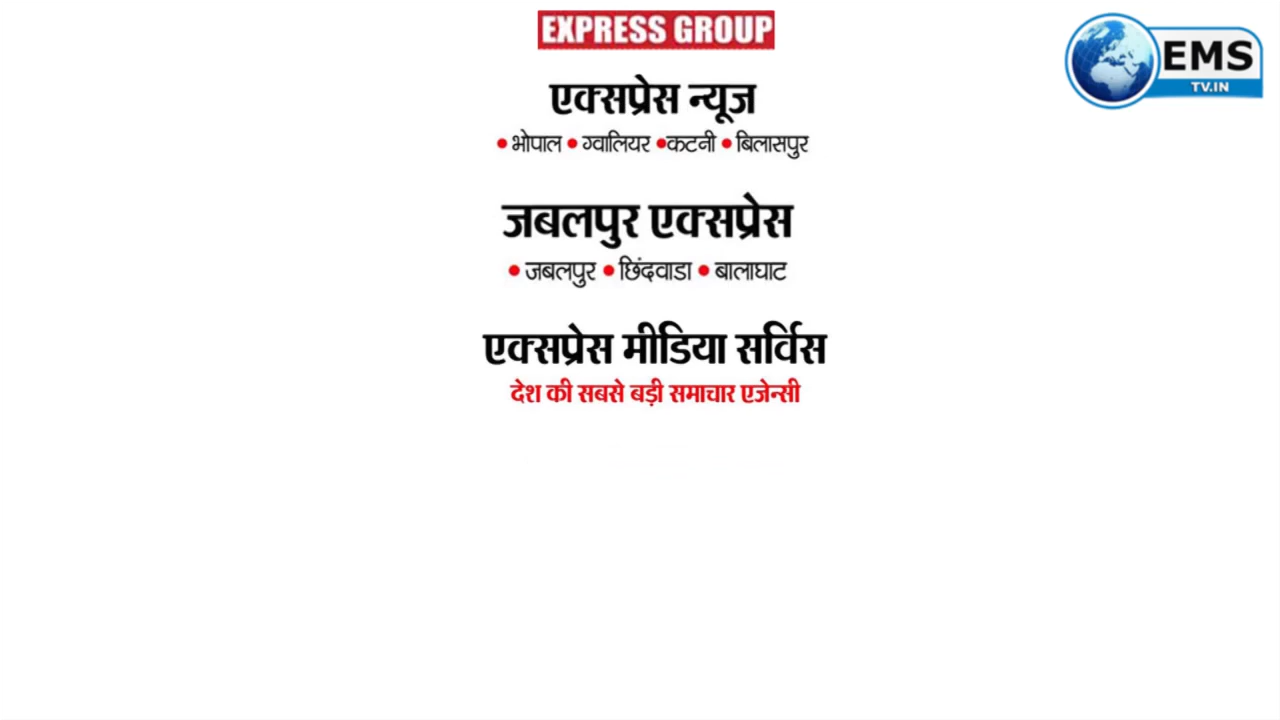 EXPRESS GROUP
EMS
TV.IN
एक्सप्रेस न्यूज
• भोपाल • ग्वालियर •कटनी • बिलासपुर
जबलपुर एक्सप्रेस
• जबलपुर • छिंदवाडा • बालाघाट
एक्सप्रेस मीडिया सर्विस
देश की सबसे बड़ी समाचार एजेन्सी